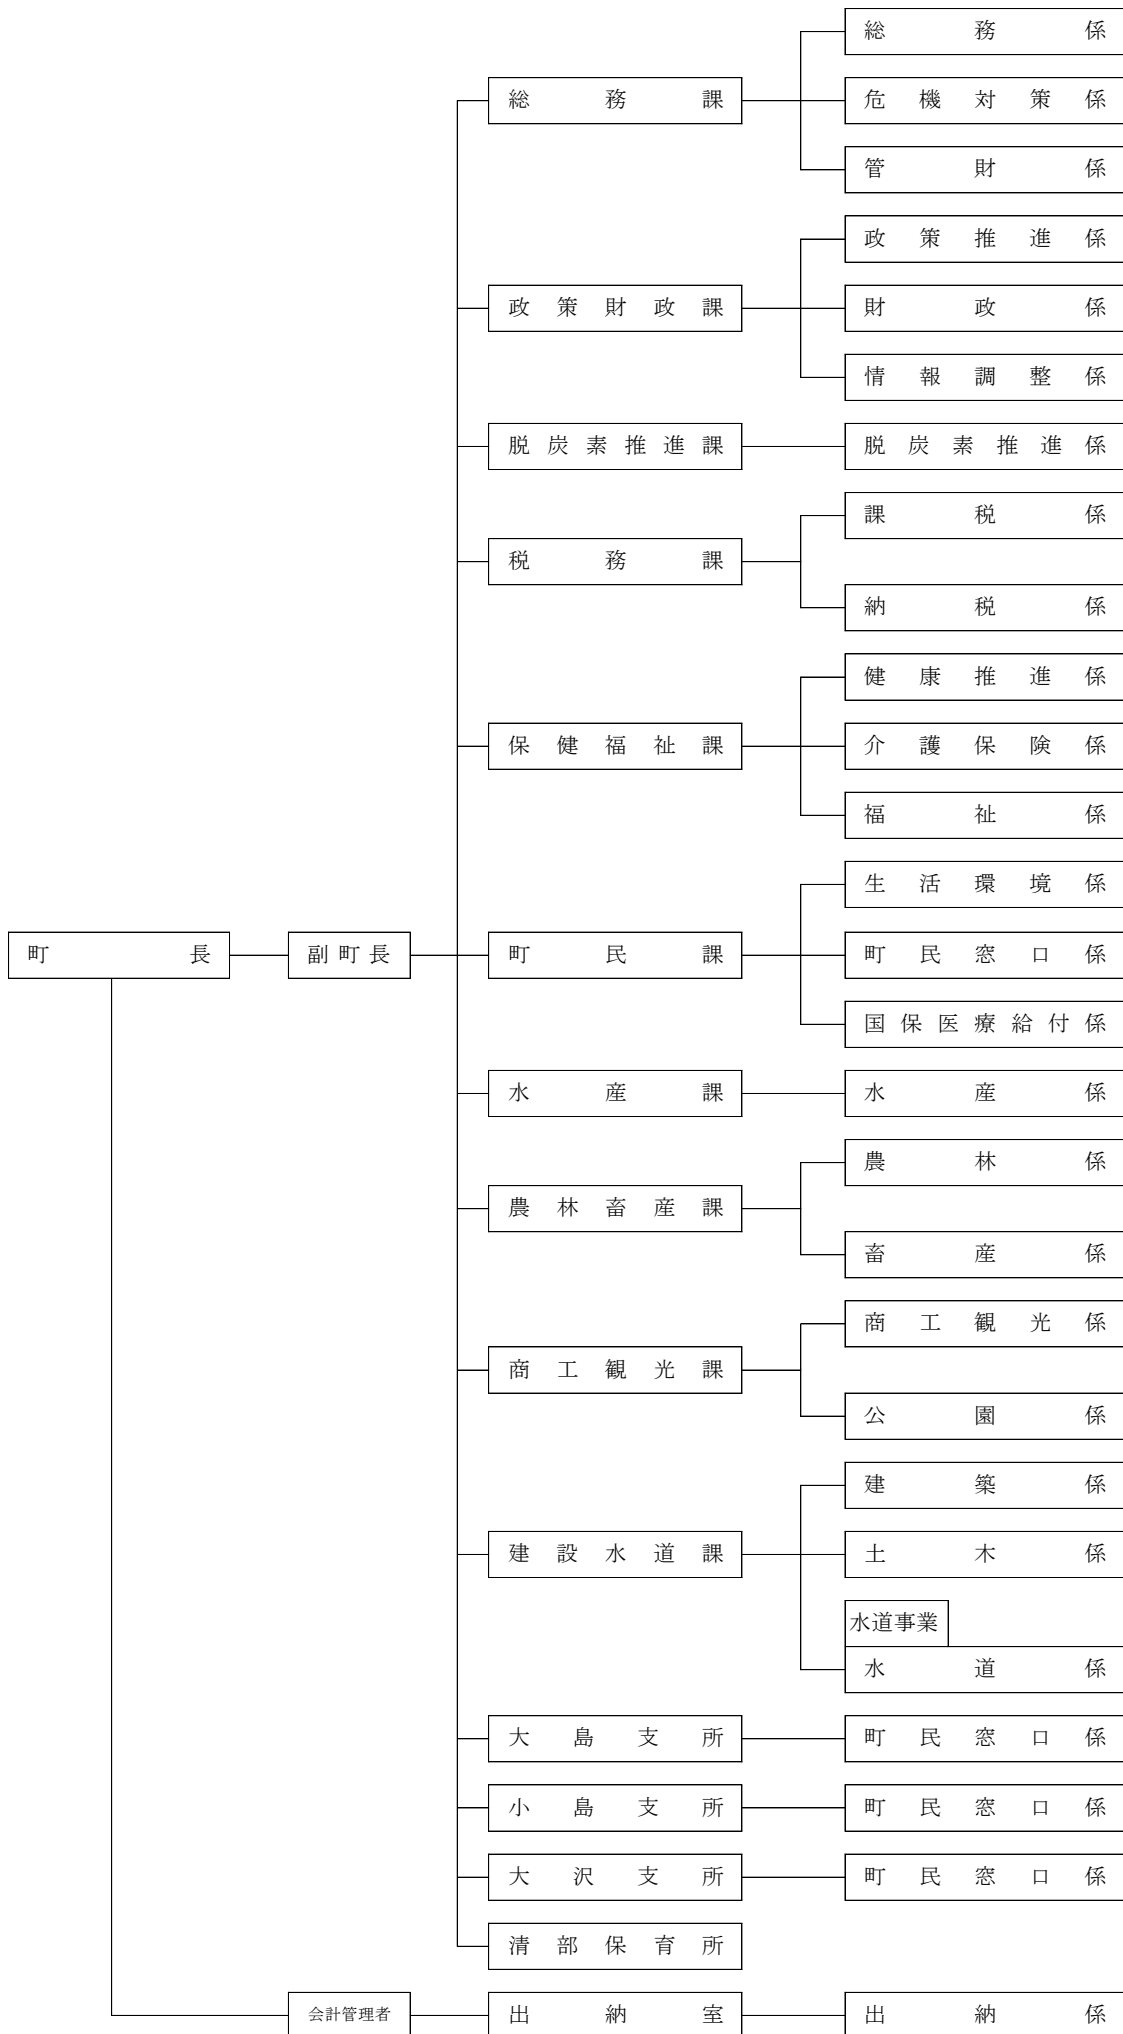 総務係
総務課
危機対策係
管財係
政策推進係
政策財政課
財政係
情報調整係
脱炭素推進課
脱炭素推進係
課税係
税務課
納税係
健康推進係
保健福祉課
介護保険係
福祉係
生活環境係
町長
副町長
町民課
町民窓口係
国保医療給付係
水産課
水産係
農林係
農林畜産課
畜産係
商工観光係
商工観光課
公園係
建築係
建設水道課
土木係
水道事業
水道係
大島支所
町民窓口係
小島支所
町民窓口係
大沢支所
町民窓口係
清部保育所
会計管理者
出納室
出納係